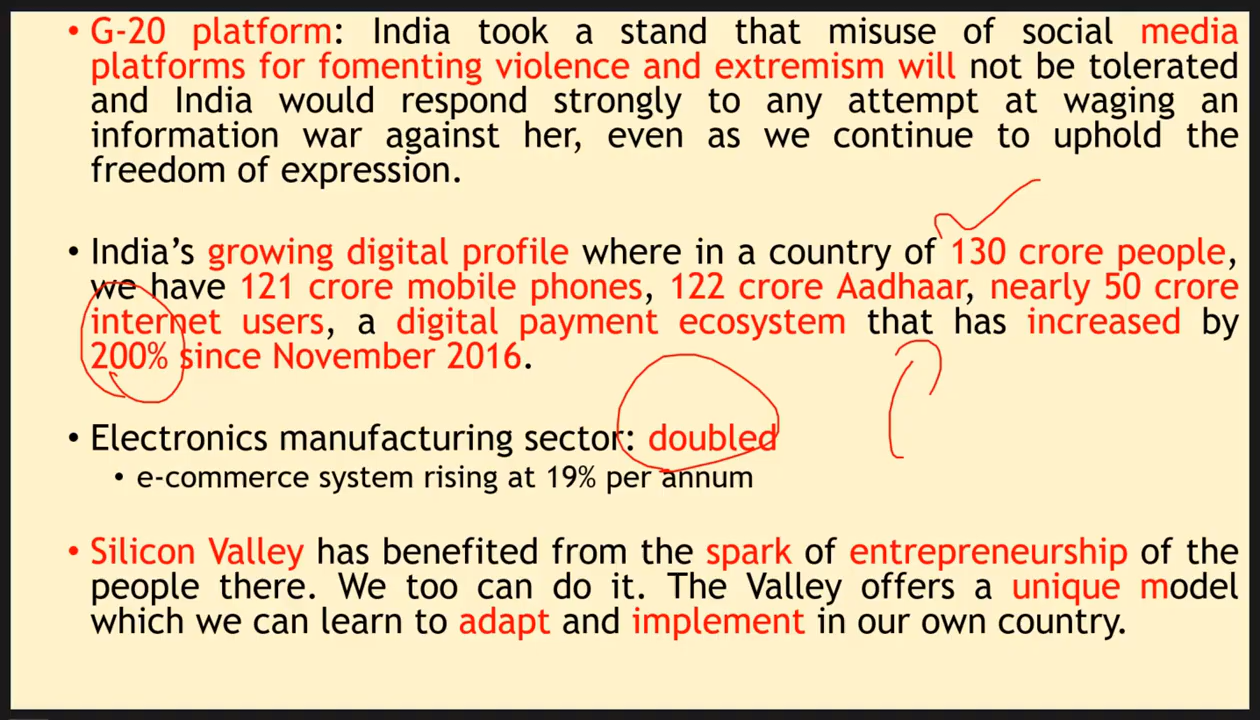 • G-20 platform: India took a stand that misuse of social media
platforms for fomenting violence and extremism will not be tolerated
and India would respond strongly to any attempt at waging an
information war against her, even as we continue to uphold the
freedom of expression.
• India’s growing digital profile where in a country of 130 crore people,
we have 121 crore mobile phones, 122 crore Aadhaar, nearly 50 crore
internet users, a digital payment ecosystem that has increased by
200% since November 2016.
• Electronics manufacturing sector: doubled
• e-commerce system rising at 19% per annum
• Silicon Valley has benefited from the spark of entrepreneurship of the
people there. We too can do it. The Valley offers a unique model
which we can learn to adapt and implement in our own country.